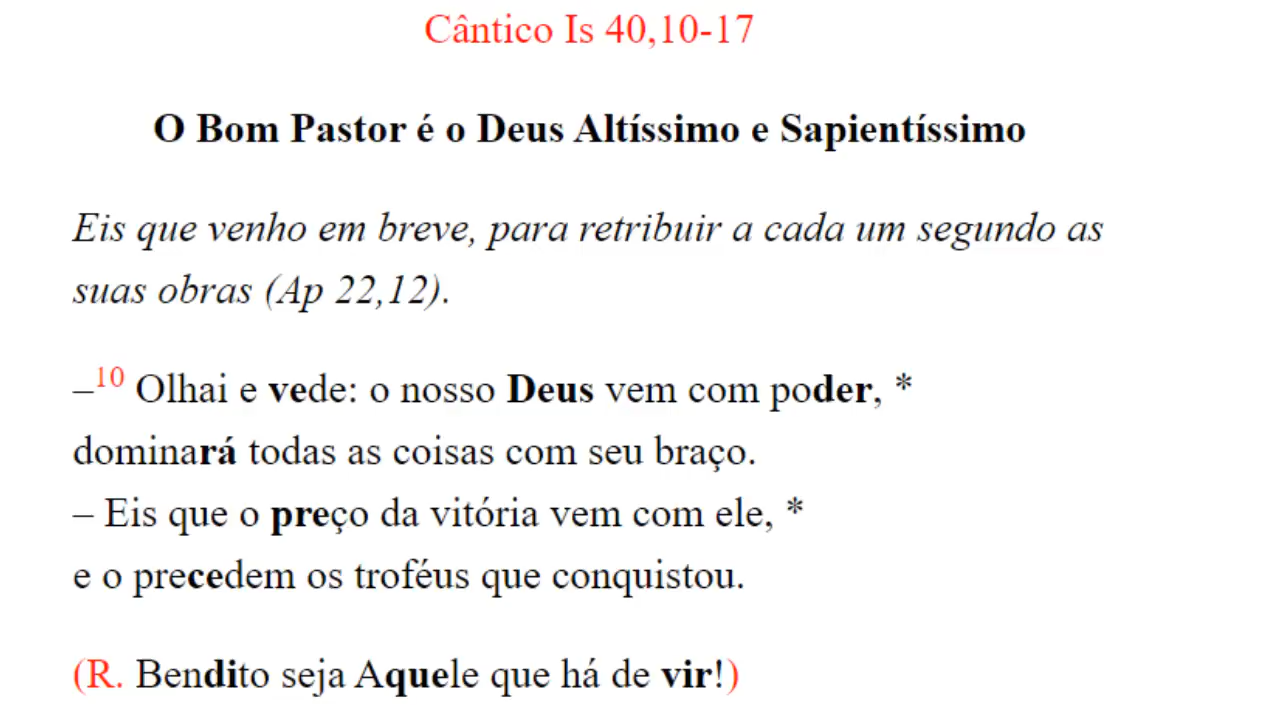 Cântico Is 40,10-17
O Bom Pastor é o Deus Altíssimo e Sapientíssimo
Eis que venho em breve, para retribuir a cada um segundo as
suas obras (Ap 22,12).
–10 Olhai e vede: o nosso Deus vem com poder, *
dominará todas as coisas com seu braço.
– Eis que o preço da vitória vem com ele, *
e o precedem os troféus que conquistou.
(R. Bendito seja Aquele que há de vir!)